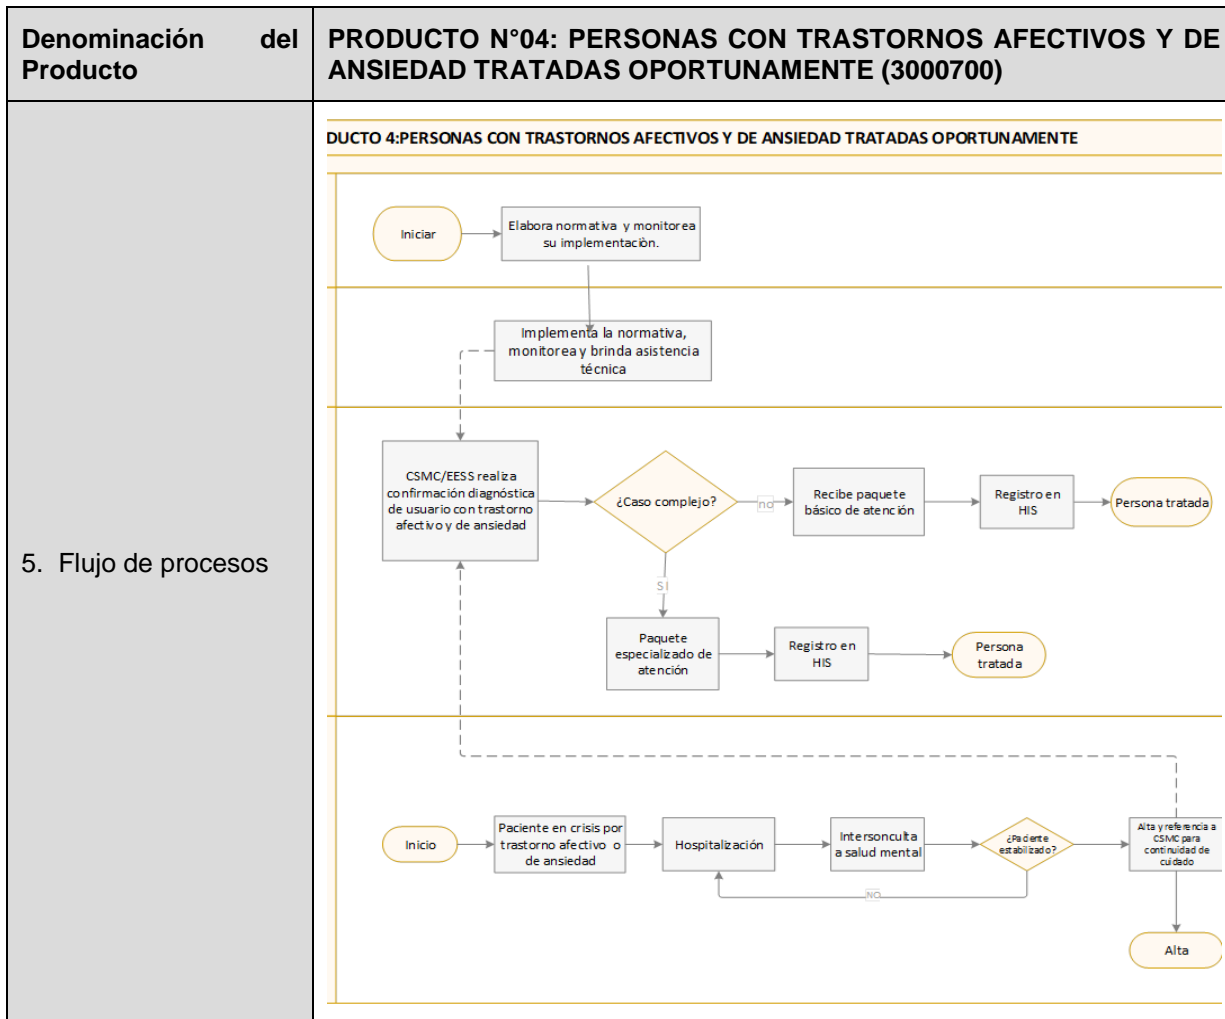 Denominación del
Producto
PRODUCTO N°04: PERSONAS CON TRASTORNOS AFECTIVOS Y DE
ANSIEDAD TRATADAS OPORTUNAMENTE (3000700)
5. Flujo de procesos
DUCTO 4:PERSONAS CON TRASTORNOS AFECTIVOS Y DE ANSIEDAD TRATADAS OPORTUNAMENTE
Iniciar
Elabora normativa y monitorea
su implementaciòn.
Implementa la normativa,
monitorea y brinda asistencia
técnica
CSMC/EESS realiza
confirmación diagnóstica
de usuario con trastorno
afectivo y de ansiedad
¿Caso complejo?
no
Recibe paquete
básico de atención
Registro en
HIS
Persona tratada
SI
Paquete
especializado de
atención
Registro en
HIS
Persona
tratada
Inicio
Paciente en crisis por
trastorno afectivo o
de ansiedad
Hospitalización
Intersonculta
a salud mental
¿Paciente
estabilizado?
NO
Alta y referencia a
CSMC para
continuidad de
cuidado
Alta